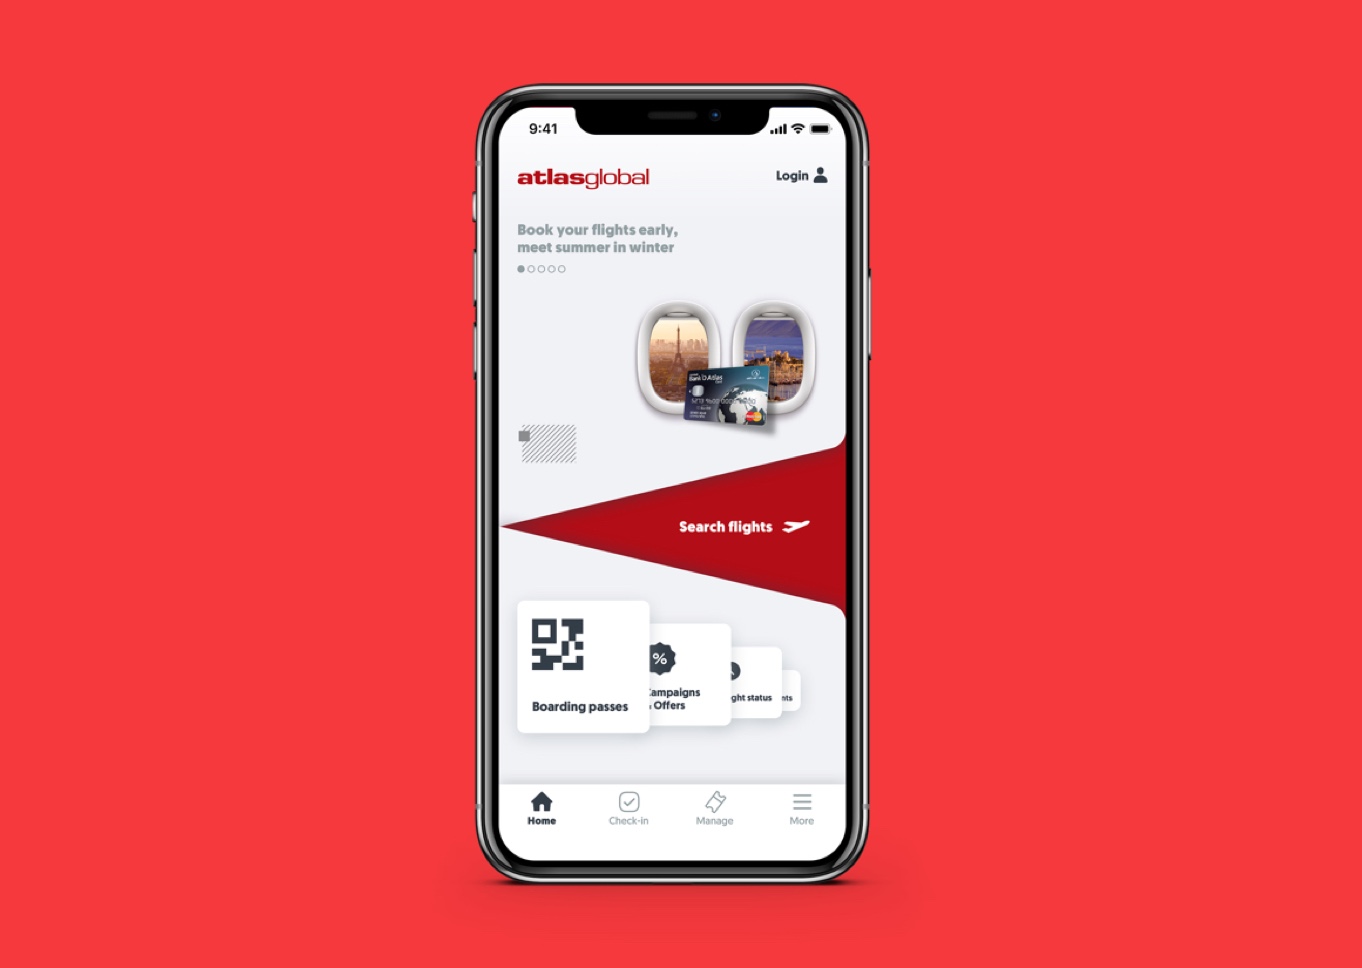 9:41
atlasglobal
Login
Book your flights early,
meet summer in winter
Bank'O Atlas
Search flights
%
Boarding passes
Campaigns
& Offers
ght status
nts
Home
Check-in
Manage
More